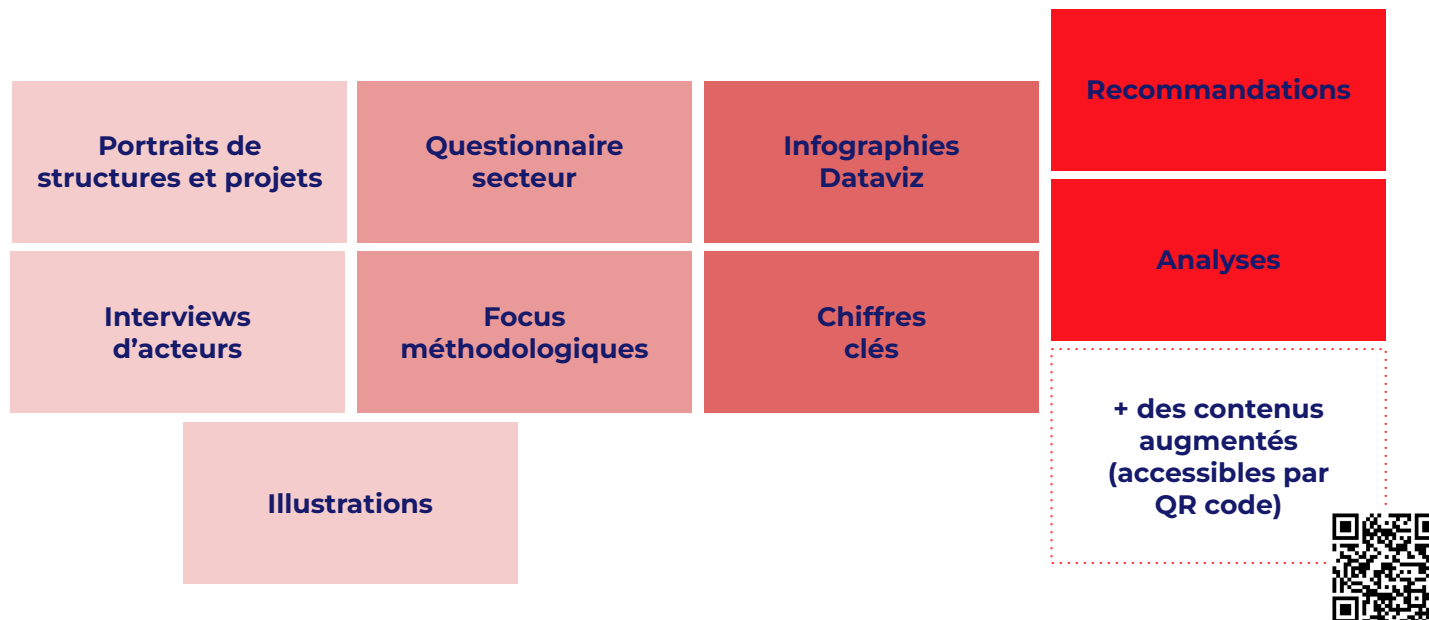 Portraits de
structures et projets
Questionnaire
secteur
Infographies
Dataviz
Recommandations
Interviews
d’acteurs
Focus
méthodologiques
Chiffres
clés
Analyses
Illustrations
+ des contenus
augmentés
(accessibles par
QR code)